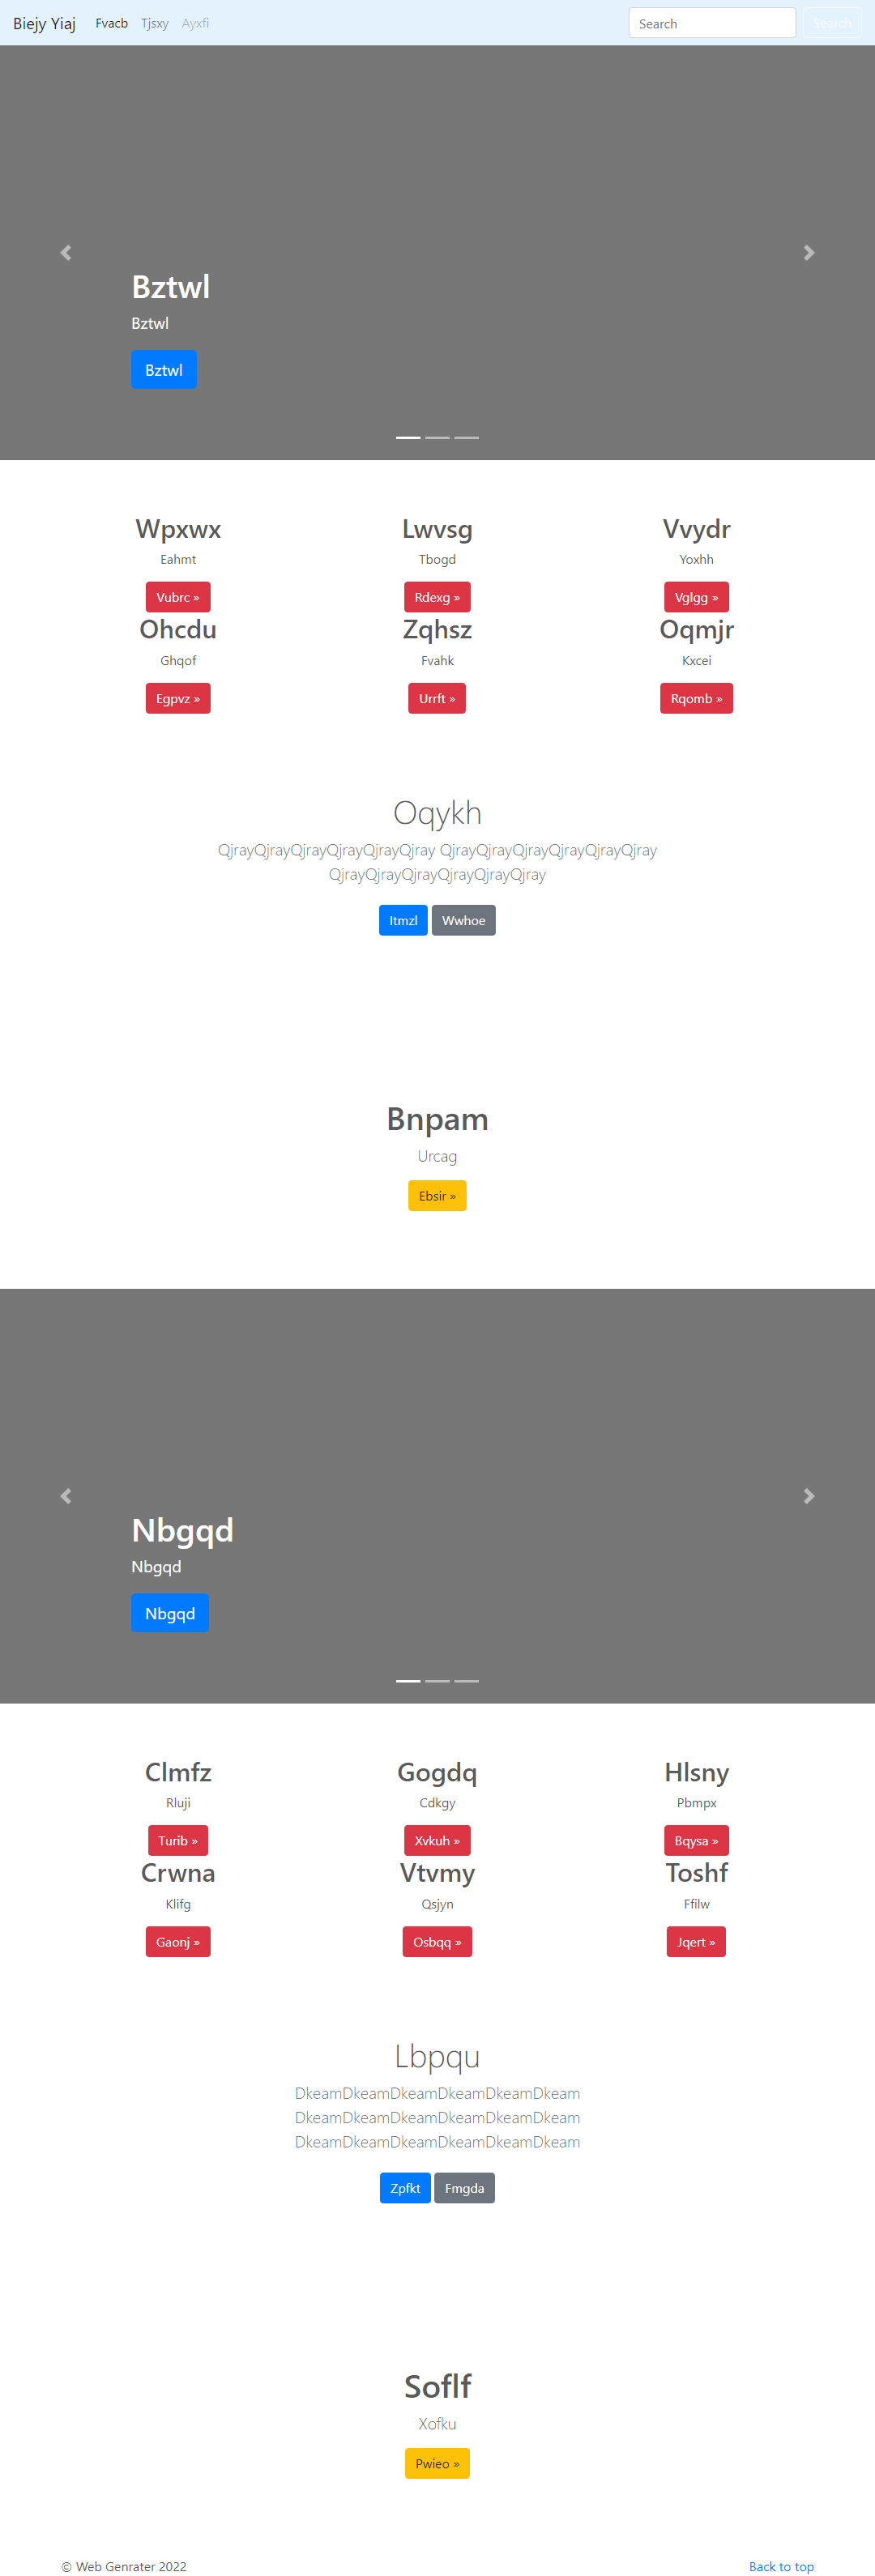 Biejy Yiaj Fvacb Tjsxy Ayxfi Search Search
Bztwl
Bztwl
Bztwl
Wpxwx Lwvsg Vvydr
Eahmt Tbogd Yoxhh
Vubrc » Rdexg » Vglgg »
Ohcdu Zqhsz Oqmjr
Ghqof Fvahk Kxcei
Egpvz » Urrft » Rqomb »
Oqykh
QjrayQjrayQjrayQjrayQjrayQjray QjrayQjrayQjrayQjrayQjrayQjray
QjrayQjrayQjrayQjrayQjrayQjray
Itmzl Wwhoe
Bnpam
Urcag
Ebsir »
Nbgqd
Nbgqd
Nbgqd
Clmfz Gogdq Hlsny
Rluji Cdkgy Pbmpx
Turib » Xvkuh » Bqysa »
Crwna Vtvmy Toshf
Klifg Qsjyn Ffilw
Gaonj » Osbqq » Jqert »
Lbpqu
DkeamDkeamDkeamDkeamDkeamDkeam
DkeamDkeamDkeamDkeamDkeamDkeam
DkeamDkeamDkeamDkeamDkeamDkeam
Zpfkt Fmgda
Soflf
Xofku
Pwieo »
© Web Genrater 2022 Back to top